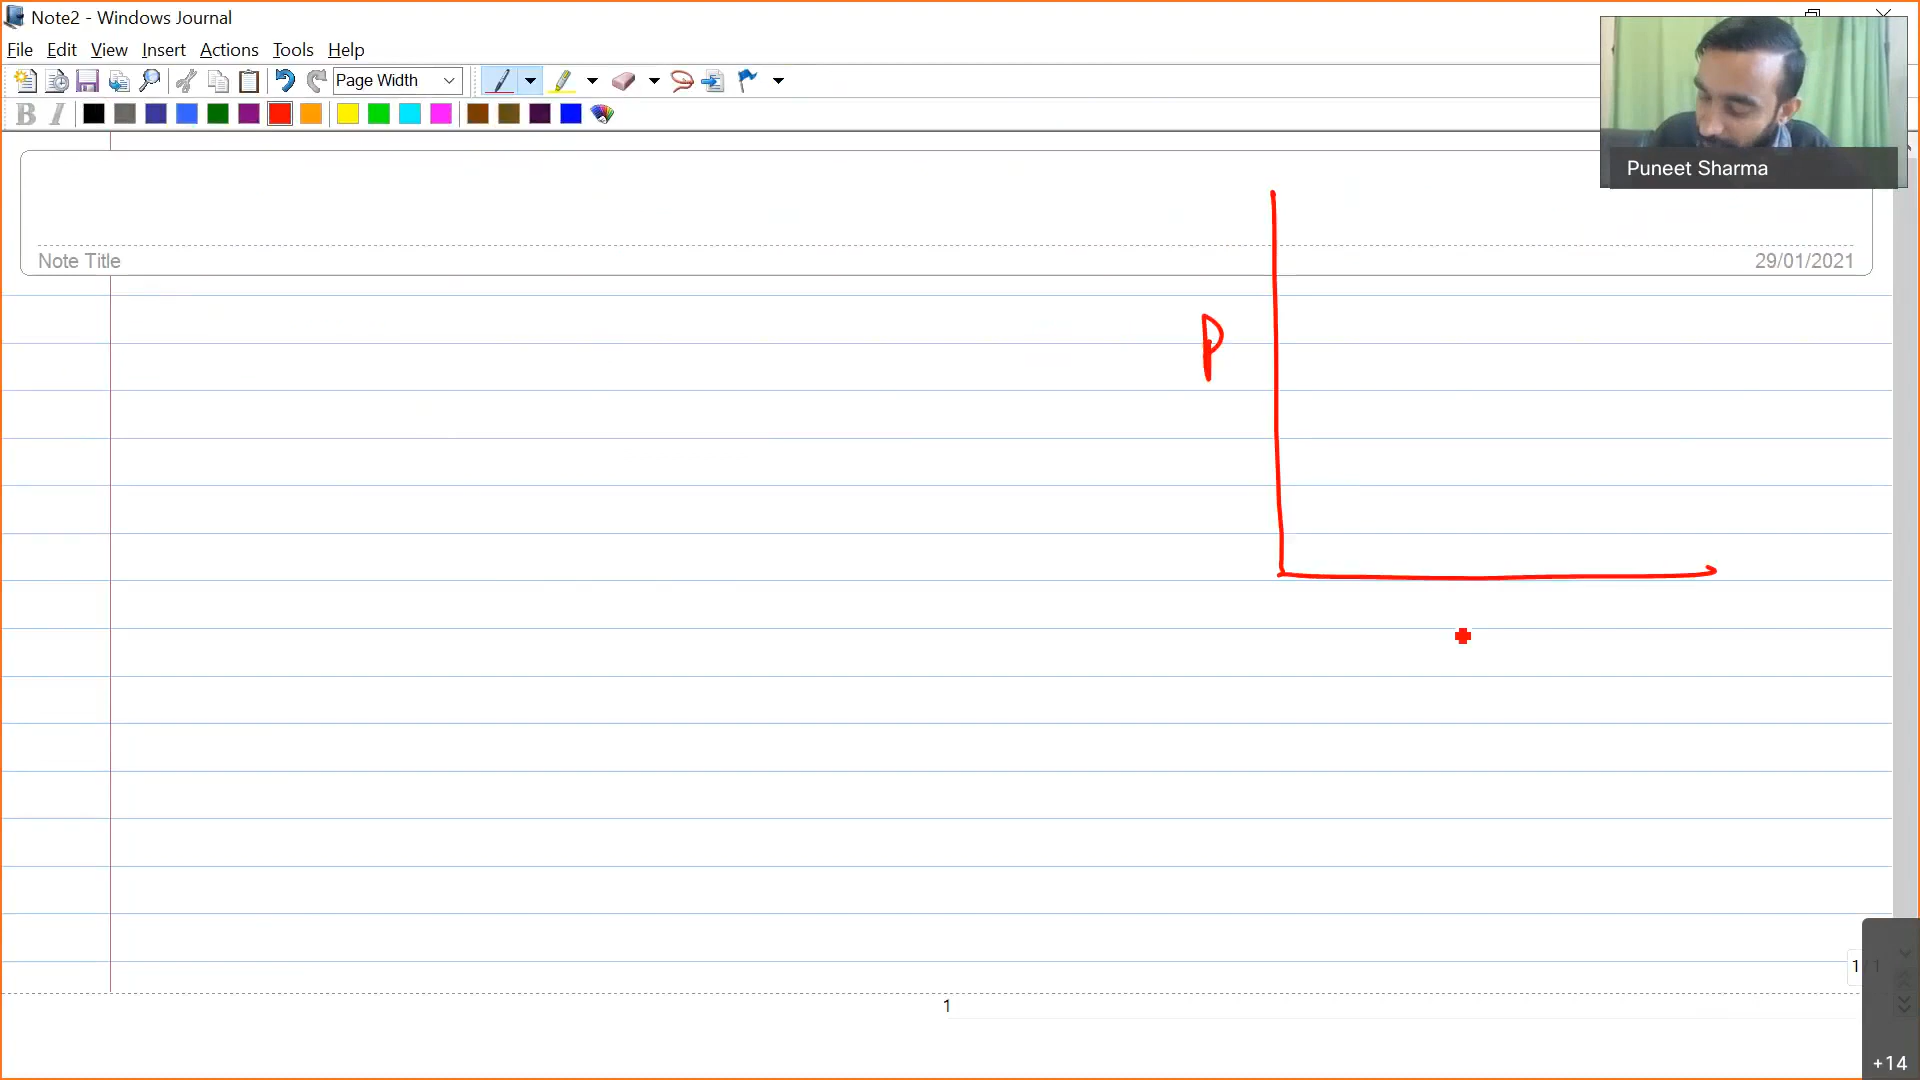 Note2 - Windows Journal
File Edit View Insert Actions Tools Help
Page Width
B I
Puneet Sharma
Note Title
29/01/2021
P
1 / 1
1
+14